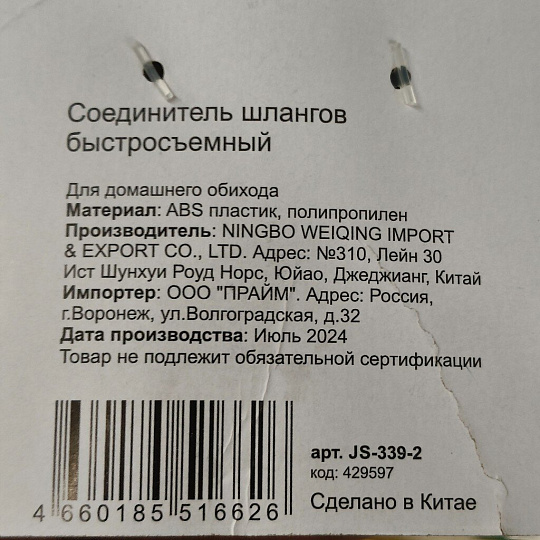 Соединитель шлангов
быстросъемный
Для домашнего обихода
Материал: ABS пластик, полипропилен
Производитель: NINGBO WEIQING IMPORT
& EXPORT CO., LTD. Адрес: №310, Лейн 30
Ист Шунхуи Роуд Норс, Юйао, Джеджианг, Китай
Импортер: ООО "ПРАЙМ". Адрес: Россия,
г.Воронеж, ул.Волгоградская, д.32
Дата производства: Июль 2024
Товар не подлежит обязательной сертификации
арт. JS-339-2
код: 429597
Сделано в Китае
4 660185 516626